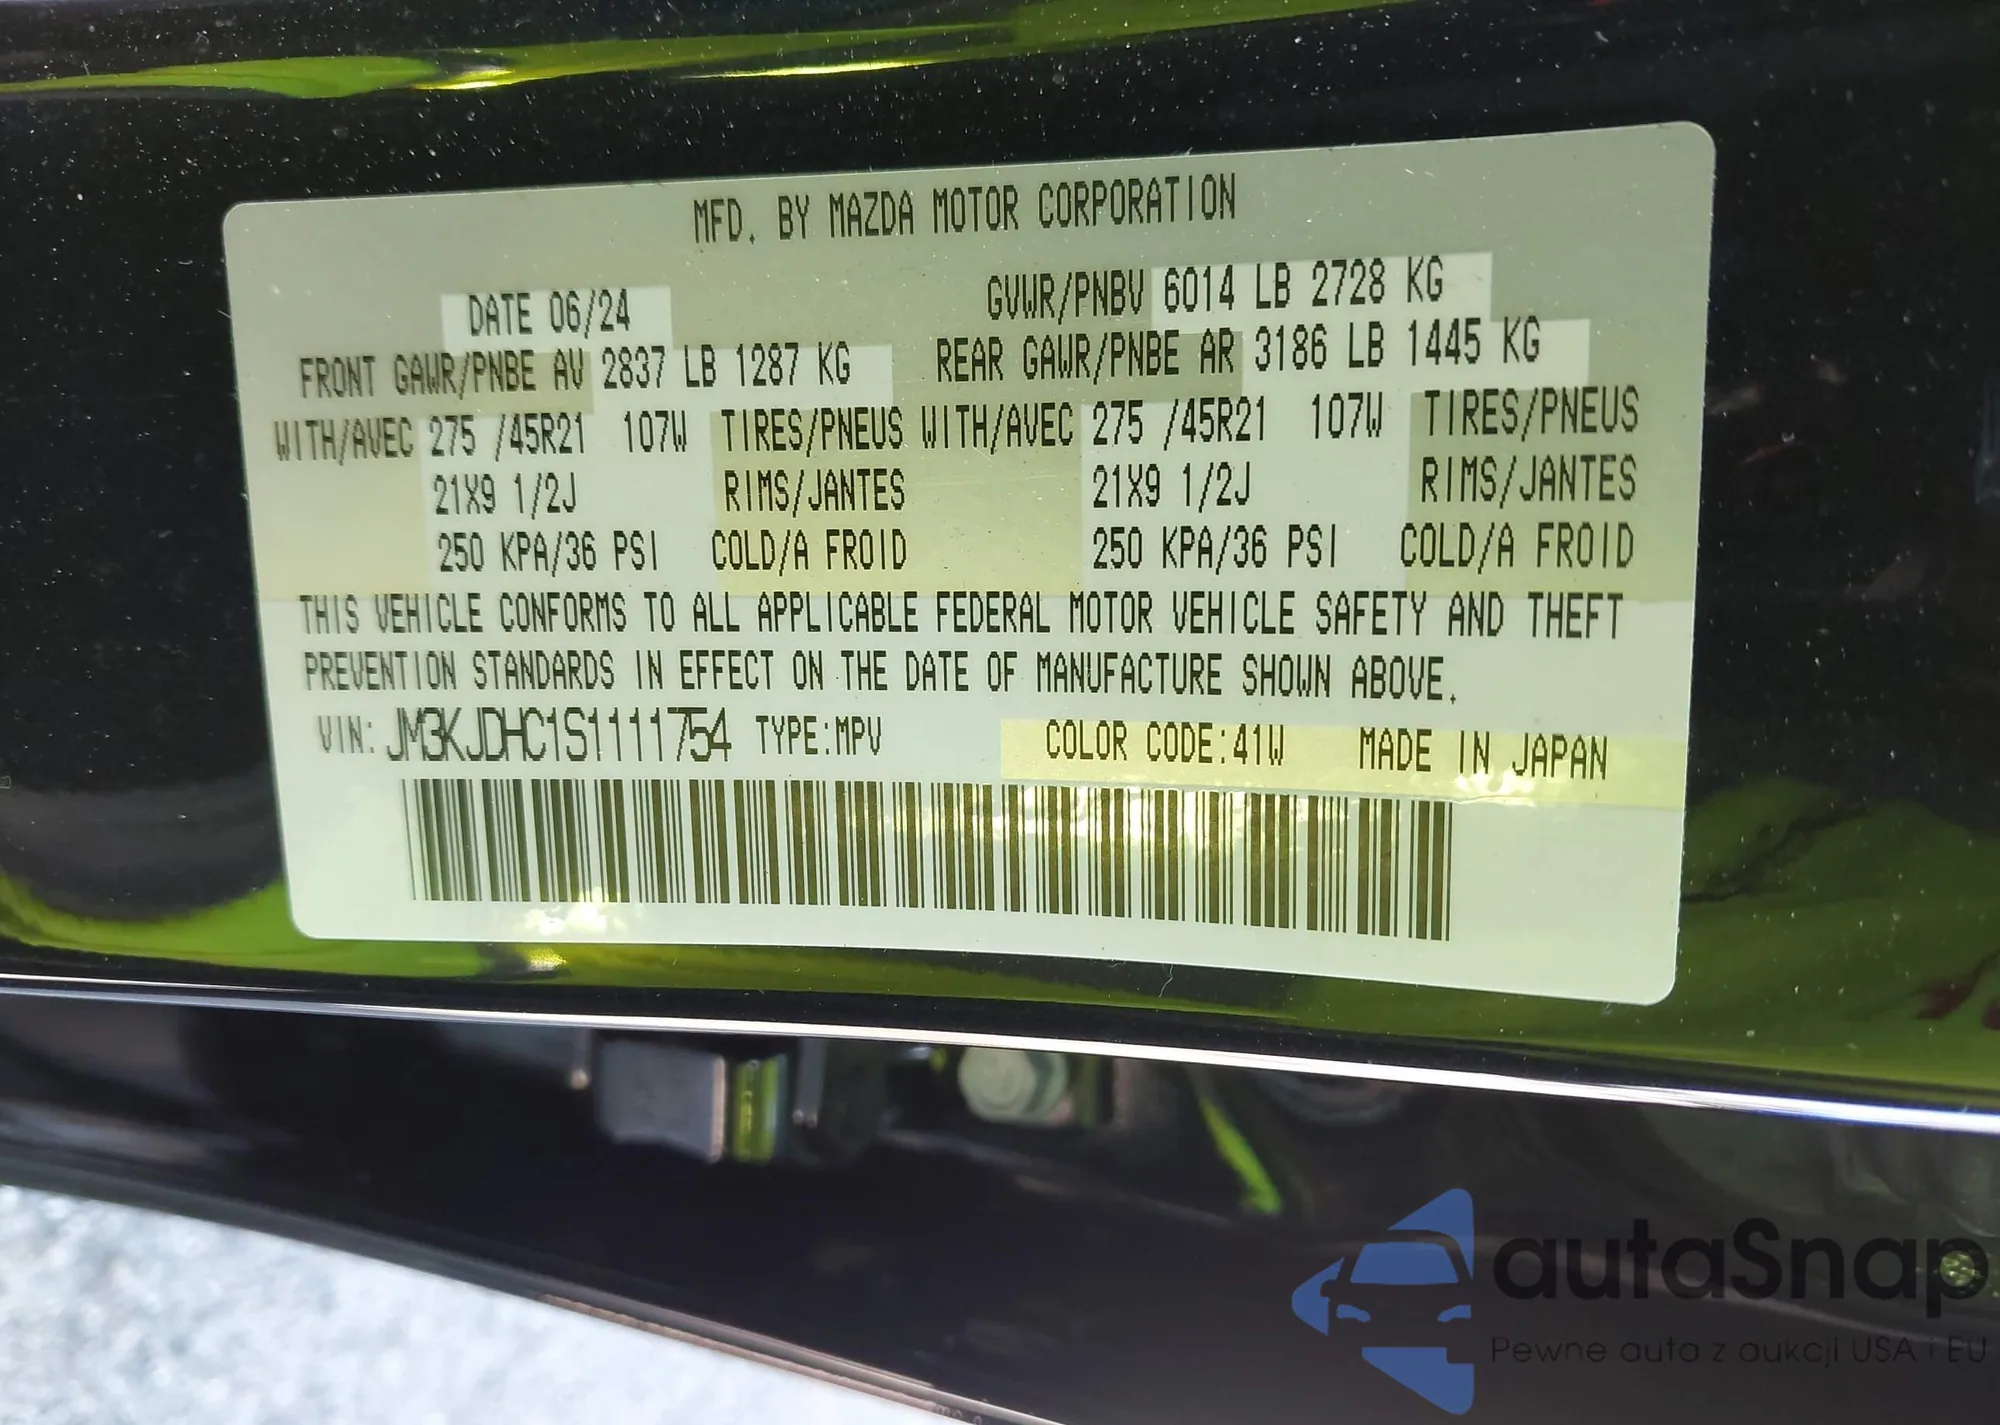 MFD. BY MAZDA MOTOR CORPORATION
DATE 06/24 GVWR/PNBV 6014 LB 2728 KG
FRONT GAWR/PNBE AV 2837 LB 1287 KG REAR GAWR/PNBE AR 3186 LB 1445 KG
WITH/AVEC 275 /45R21 107W TIRES/PNEUS WITH/AVEC 275 /45R21 107W TIRES/PNEUS
21X9 1/2J RIMS/JANTES 21X9 1/2J RIMS/JANTES
250 KPA/36 PSI COLD/A FROID 250 KPA/36 PSI COLD/A FROID
THIS VEHICLE CONFORMS TO ALL APPLICABLE FEDERAL MOTOR VEHICLE SAFETY AND THEFT
PREVENTION STANDARDS IN EFFECT ON THE DATE OF MANUFACTURE SHOWN ABOVE.
VIN: JM3KJDHC1S1111754 TYPE:MPV COLOR CODE:41W MADE IN JAPAN
autaSnap
Pewne auta z aukcji USA i EU